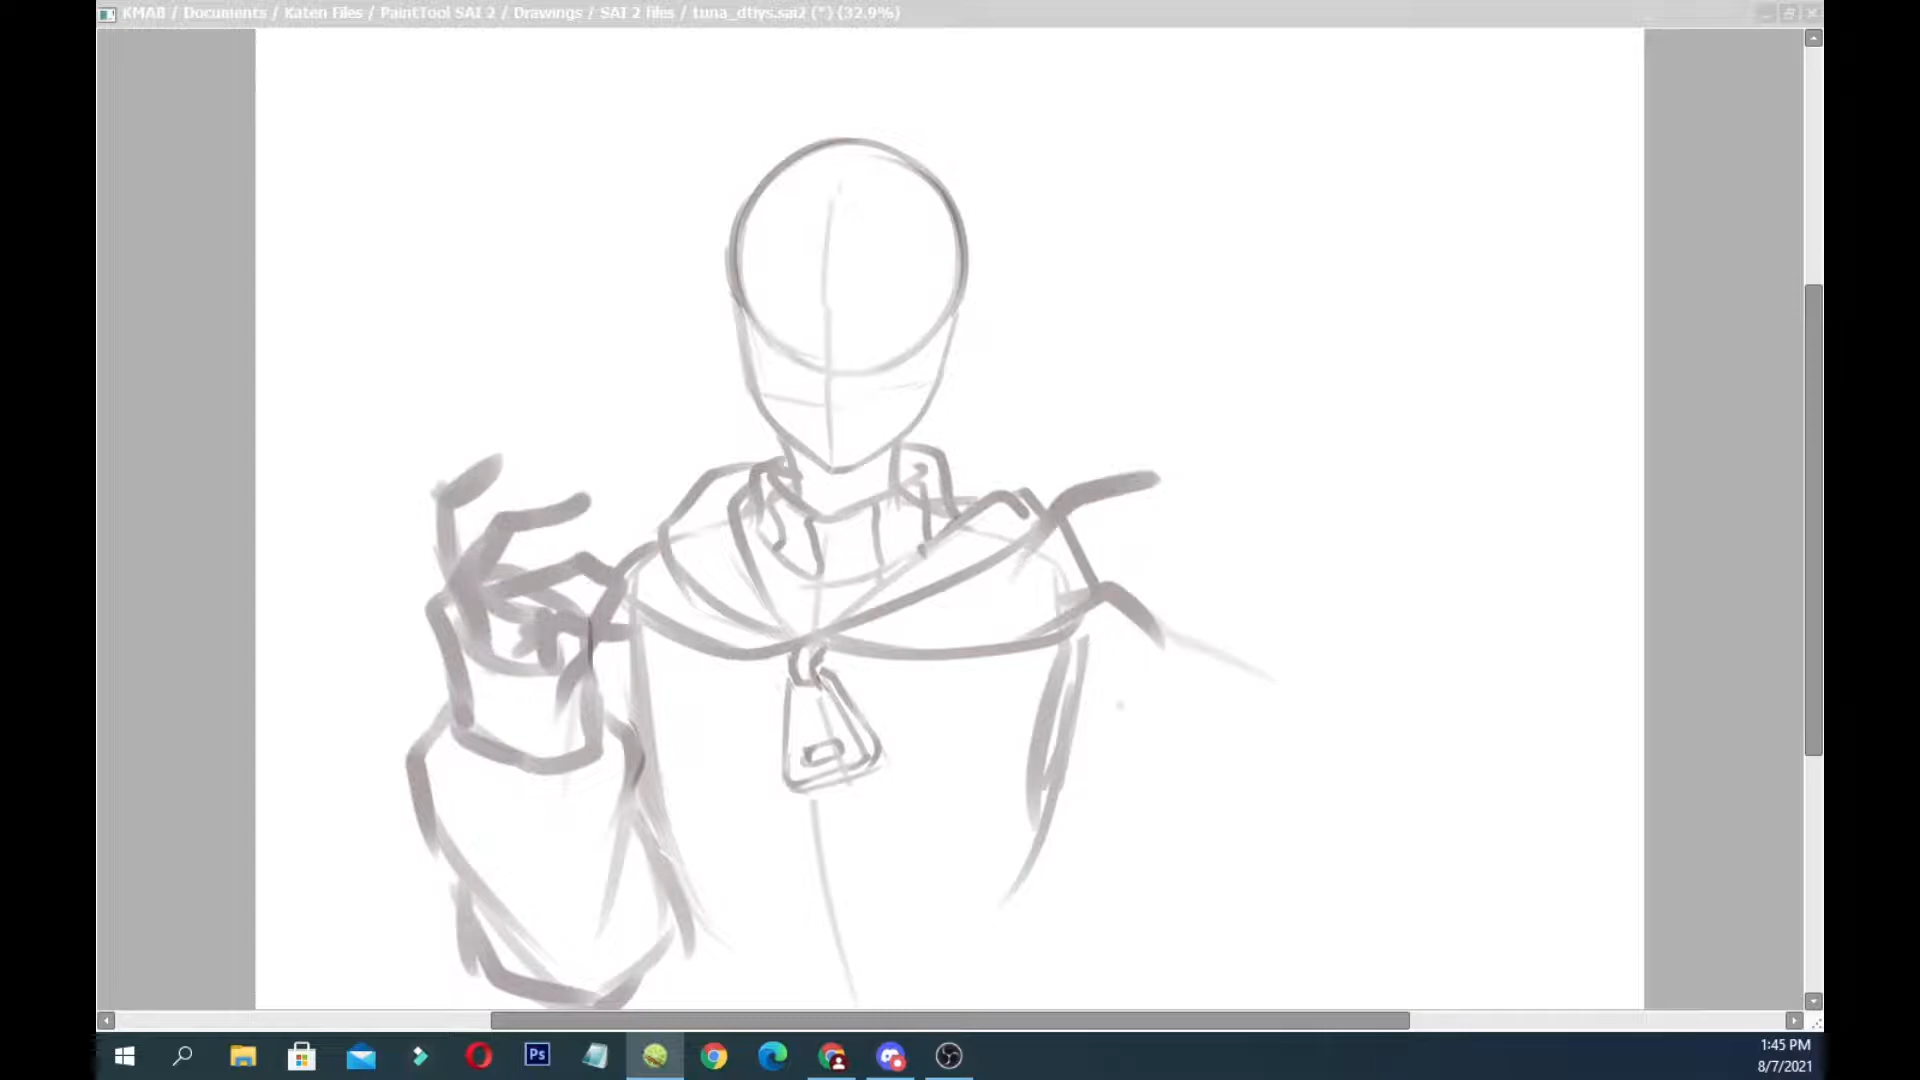 KMAB / Documents / Katen Files / PaintTool SAI 2 / Drawings / SAI 2 files / tuna_dtiys.sai2 (*) (32.9%)
Ps
1:45 PM
8/7/2021